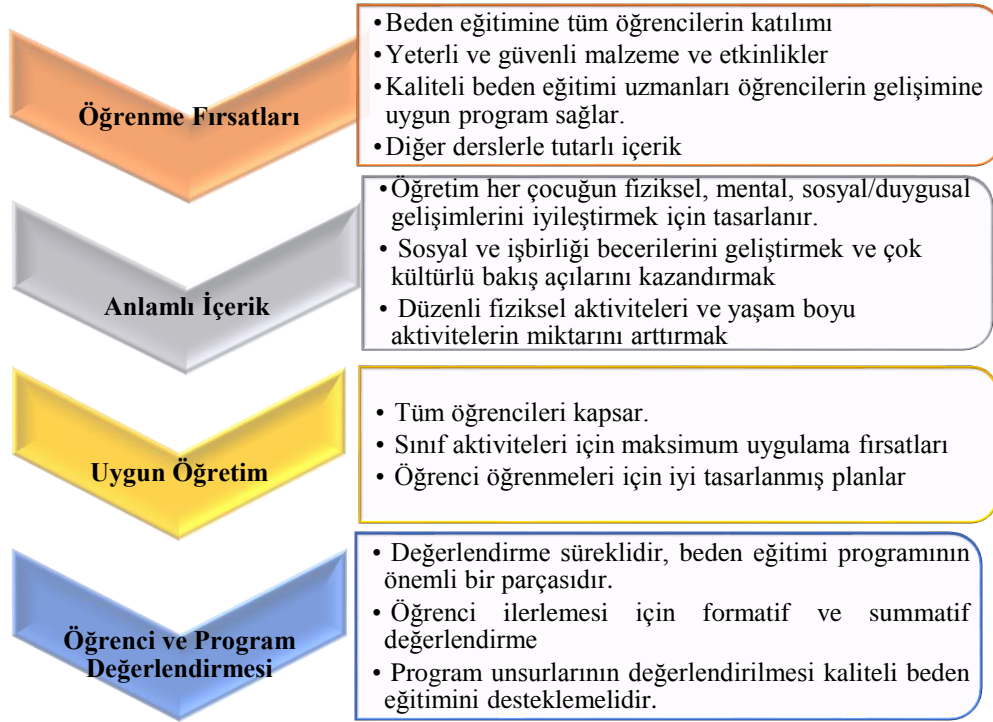 Öğrenme Fırsatları
•Beden eğitimine tüm öğrencilerin katılımı
•Yeterli ve güvenli malzeme ve etkinlikler
•Kaliteli beden eğitimi uzmanları öğrencilerin gelişimine
uygun program sağlar.
•Diğer derslerle tutarlı içerik
Anlamlı İçerik
•Öğretim her çocuğun fiziksel, mental, sosyal/duygusal
gelişimlerini iyileştirmek için tasarlanır.
• Sosyal ve işbirliği becerilerini geliştirmek ve çok
kültürlü bakış açılarını kazandırmak
• Düzenli fiziksel aktiviteleri ve yaşam boyu
aktivitelerin miktarını arttırmak
Uygun Öğretim
• Tüm öğrencileri kapsar.
• Sınıf aktiviteleri için maksimum uygulama fırsatları
• Öğrenci öğrenmeleri için iyi tasarlanmış planlar
Öğrenci ve Program
Değerlendirmesi
• Değerlendirme süreklidir, beden eğitimi programının
önemli bir parçasıdır.
• Öğrenci ilerlemesi için formatif ve summatif
değerlendirme
• Program unsurlarının değerlendirilmesi kaliteli beden
eğitimini desteklemelidir.